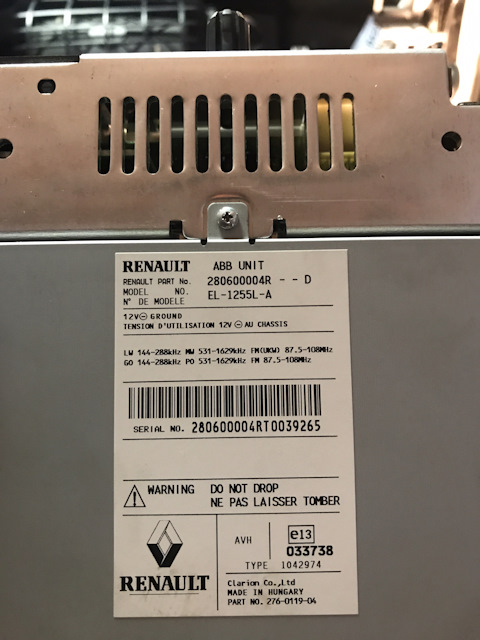 RENAULT ABB UNIT
RENAULT PART No. 280600004R - - D
MODEL NO. EL-1255L-A
N° DE MODELE
12V⊖ GROUND
TENSION D'UTILISATION 12V ⊖ AU CHASSIS
LW 144-288kHz MW 531-1629kHz FM(UKW) 87.5-108MHz
GO 144-288kHz PO 531-1629kHz FM 87.5-108MHz
SERIAL NO. 280600004RT0039265
WARNING DO NOT DROP
NE PAS LAISSER TOMBER
AVH e13
033738
TYPE 1042974
RENAULT
Clarion Co.,Ltd
MADE IN HUNGARY
PART NO. 276-0119-04